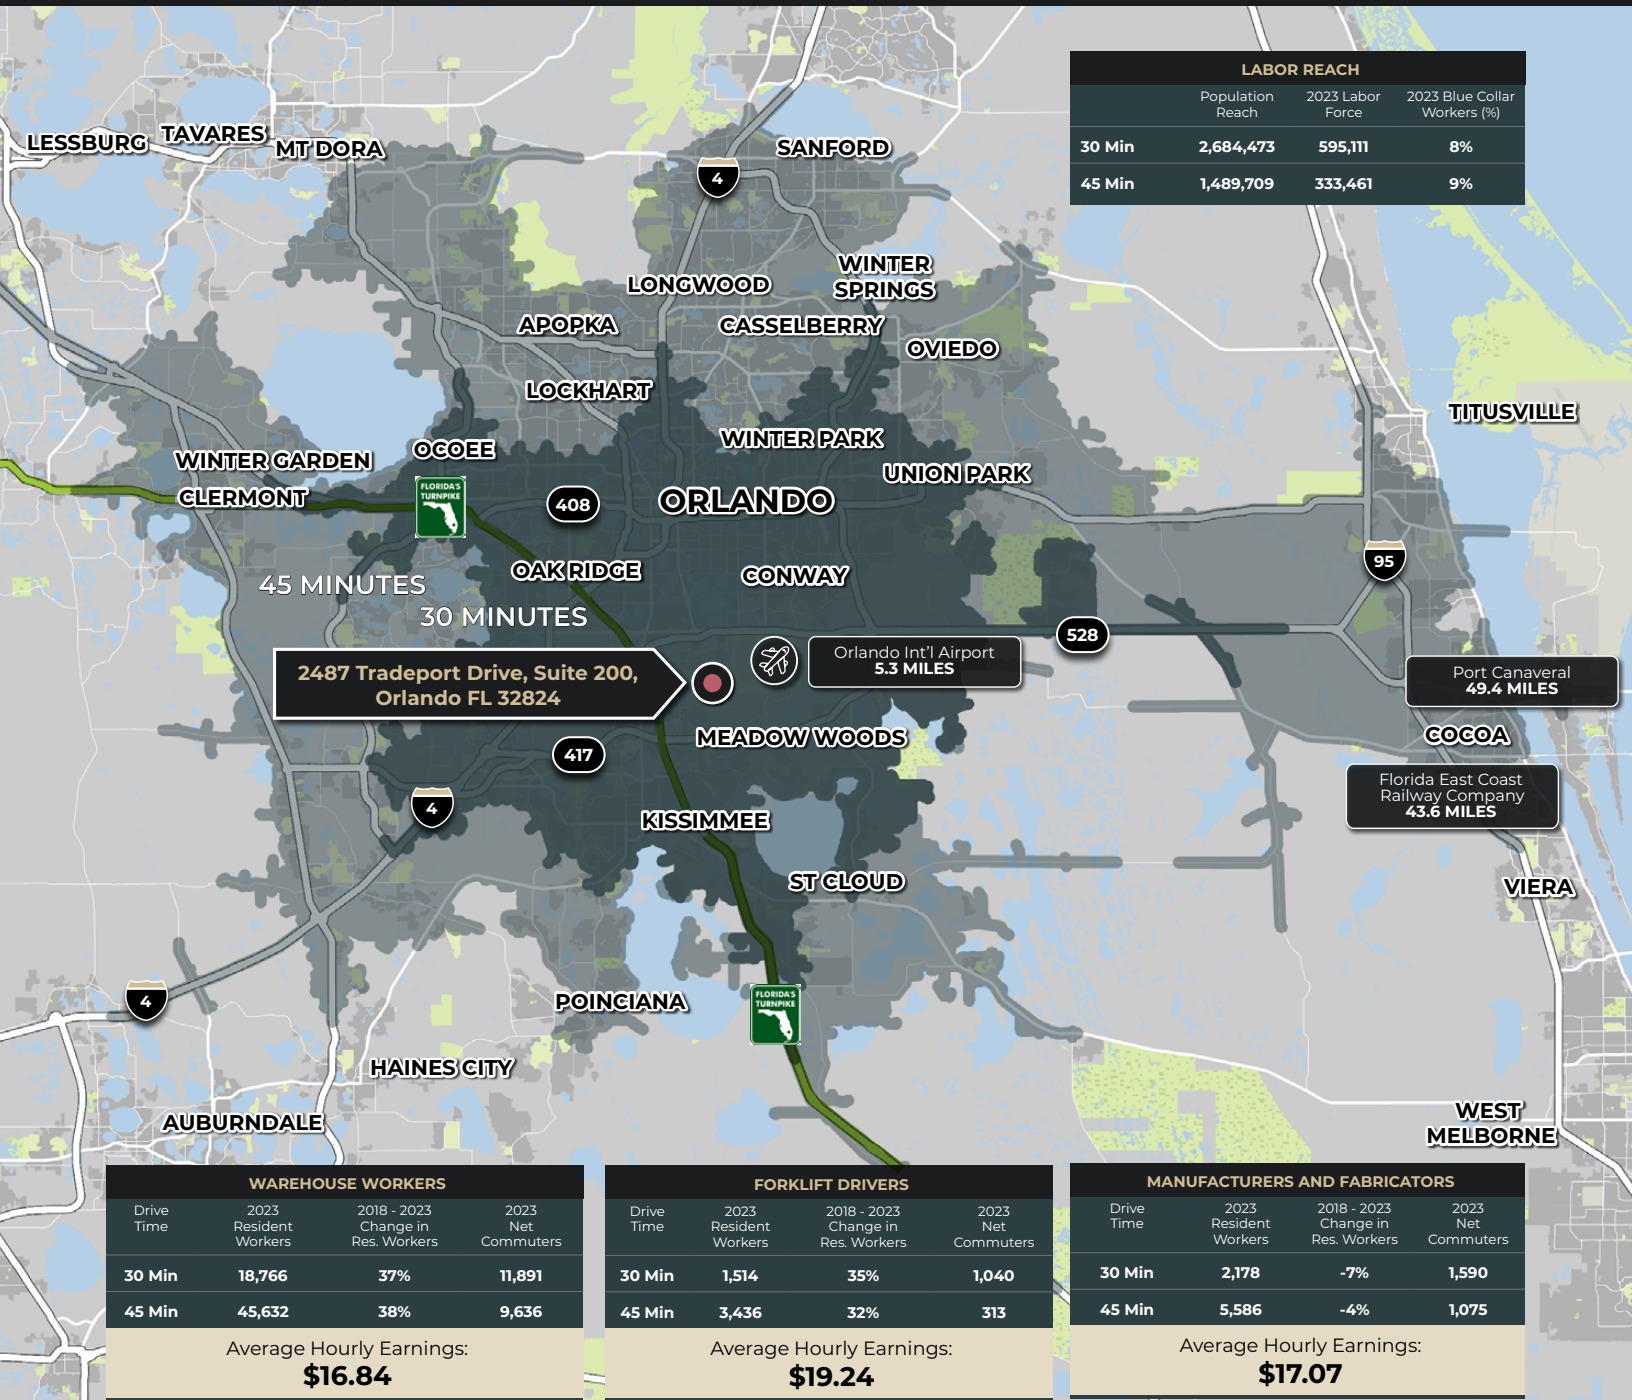 LABOR REACH
Population Reach 2023 Labor Force 2023 Blue Collar Workers (%)
30 Min 2,684,473 595,111 8%
45 Min 1,489,709 333,461 9%
LESSBURG
TAVARES
MT DORA
SANFORD
4
LONGWOOD
WINTER
SPRINGS
APOPKA
CASSELBERRY
OVIEDO
LOCKHART
TITUSVILLE
WINTER PARK
OCOEE
WINTER GARDEN
UNION PARK
CLERMONT
FLORIDA'S
TURNPIKE
408
ORLANDO
95
OAK RIDGE
CONWAY
45 MINUTES
30 MINUTES
528
Orlando Int'l Airport
5.3 MILES
2487 Tradeport Drive, Suite 200,
Orlando FL 32824
Port Canaveral
49.4 MILES
MEADOW WOODS
COCOA
417
Florida East Coast
Railway Company
43.6 MILES
4
KISSIMMEE
ST CLOUD
VIERA
4
POINCIANA
FLORIDA'S
TURNPIKE
HAINES CITY
AUBURNDALE
WEST
MELBORNE
WAREHOUSE WORKERS
Drive Time 2023 Resident Workers 2018 - 2023 Change in Res. Workers 2023 Net Commuters
30 Min 18,766 37% 11,891
45 Min 45,632 38% 9,636
Average Hourly Earnings:
$16.84
FORKLIFT DRIVERS
Drive Time 2023 Resident Workers 2018 - 2023 Change in Res. Workers 2023 Net Commuters
30 Min 1,514 35% 1,040
45 Min 3,436 32% 313
Average Hourly Earnings:
$19.24
MANUFACTURERS AND FABRICATORS
Drive Time 2023 Resident Workers 2018 - 2023 Change in Res. Workers 2023 Net Commuters
30 Min 2,178 -7% 1,590
45 Min 5,586 -4% 1,075
Average Hourly Earnings:
$17.07